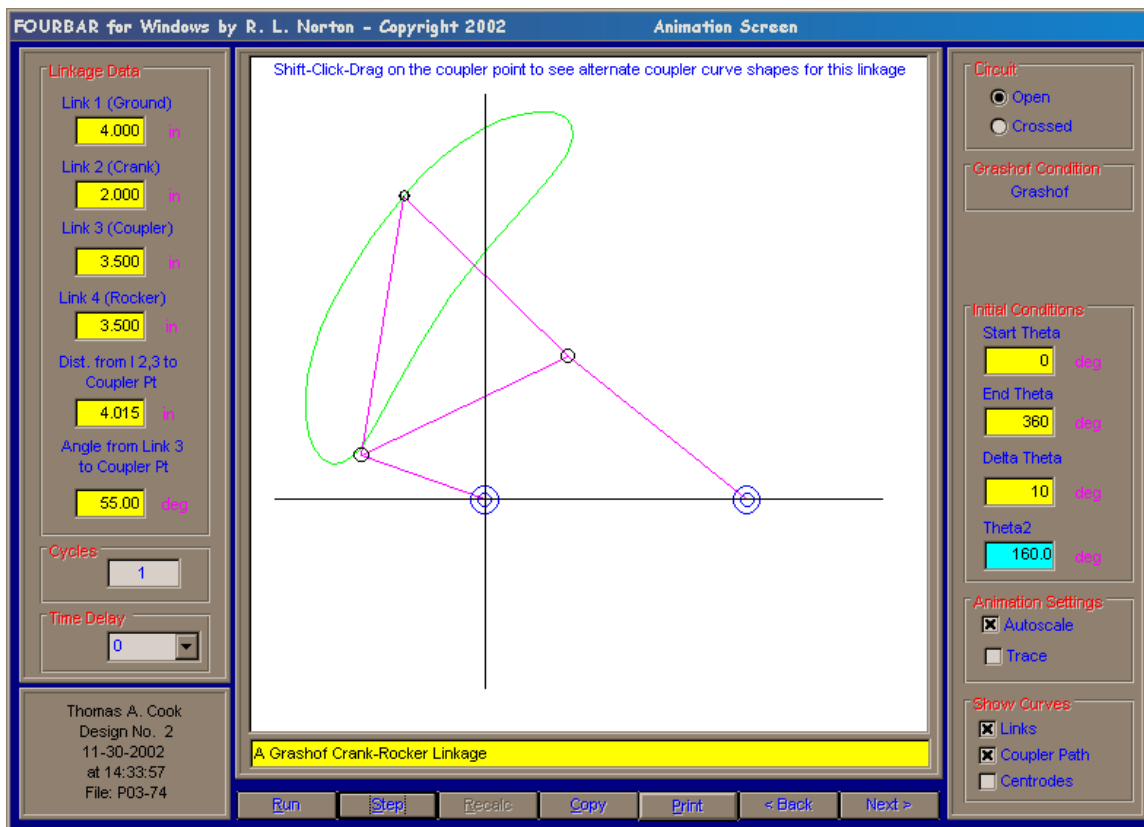 FOURBAR for Windows by R. L. Norton - Copyright 2002 Animation Screen
Linkage Data
Link 1 (Ground)
4.000 in
Link 2 (Crank)
2.000 in
Link 3 (Coupler)
3.500 in
Link 4 (Rocker)
3.500 in
Dist. from I 2,3 to
Coupler Pt
4.015 in
Angle from Link 3
to Coupler Pt
55.00 deg
Cycles
1
Time Delay
0
Thomas A. Cook
Design No. 2
11-30-2002
at 14:33:57
File: P03-74
Shift-Click-Drag on the coupler point to see alternate coupler curve shapes for this linkage
A Grashof Crank-Rocker Linkage
Run Step Recalc Copy Print < Back Next >
Circuit
Open
Crossed
Grashof Condition
Grashof
Initial Conditions
Start Theta
0 deg
End Theta
360 deg
Delta Theta
10 deg
Theta2
160.0 deg
Animation Settings
Autoscale
Trace
Show Curves
Links
Coupler Path
Centrodes